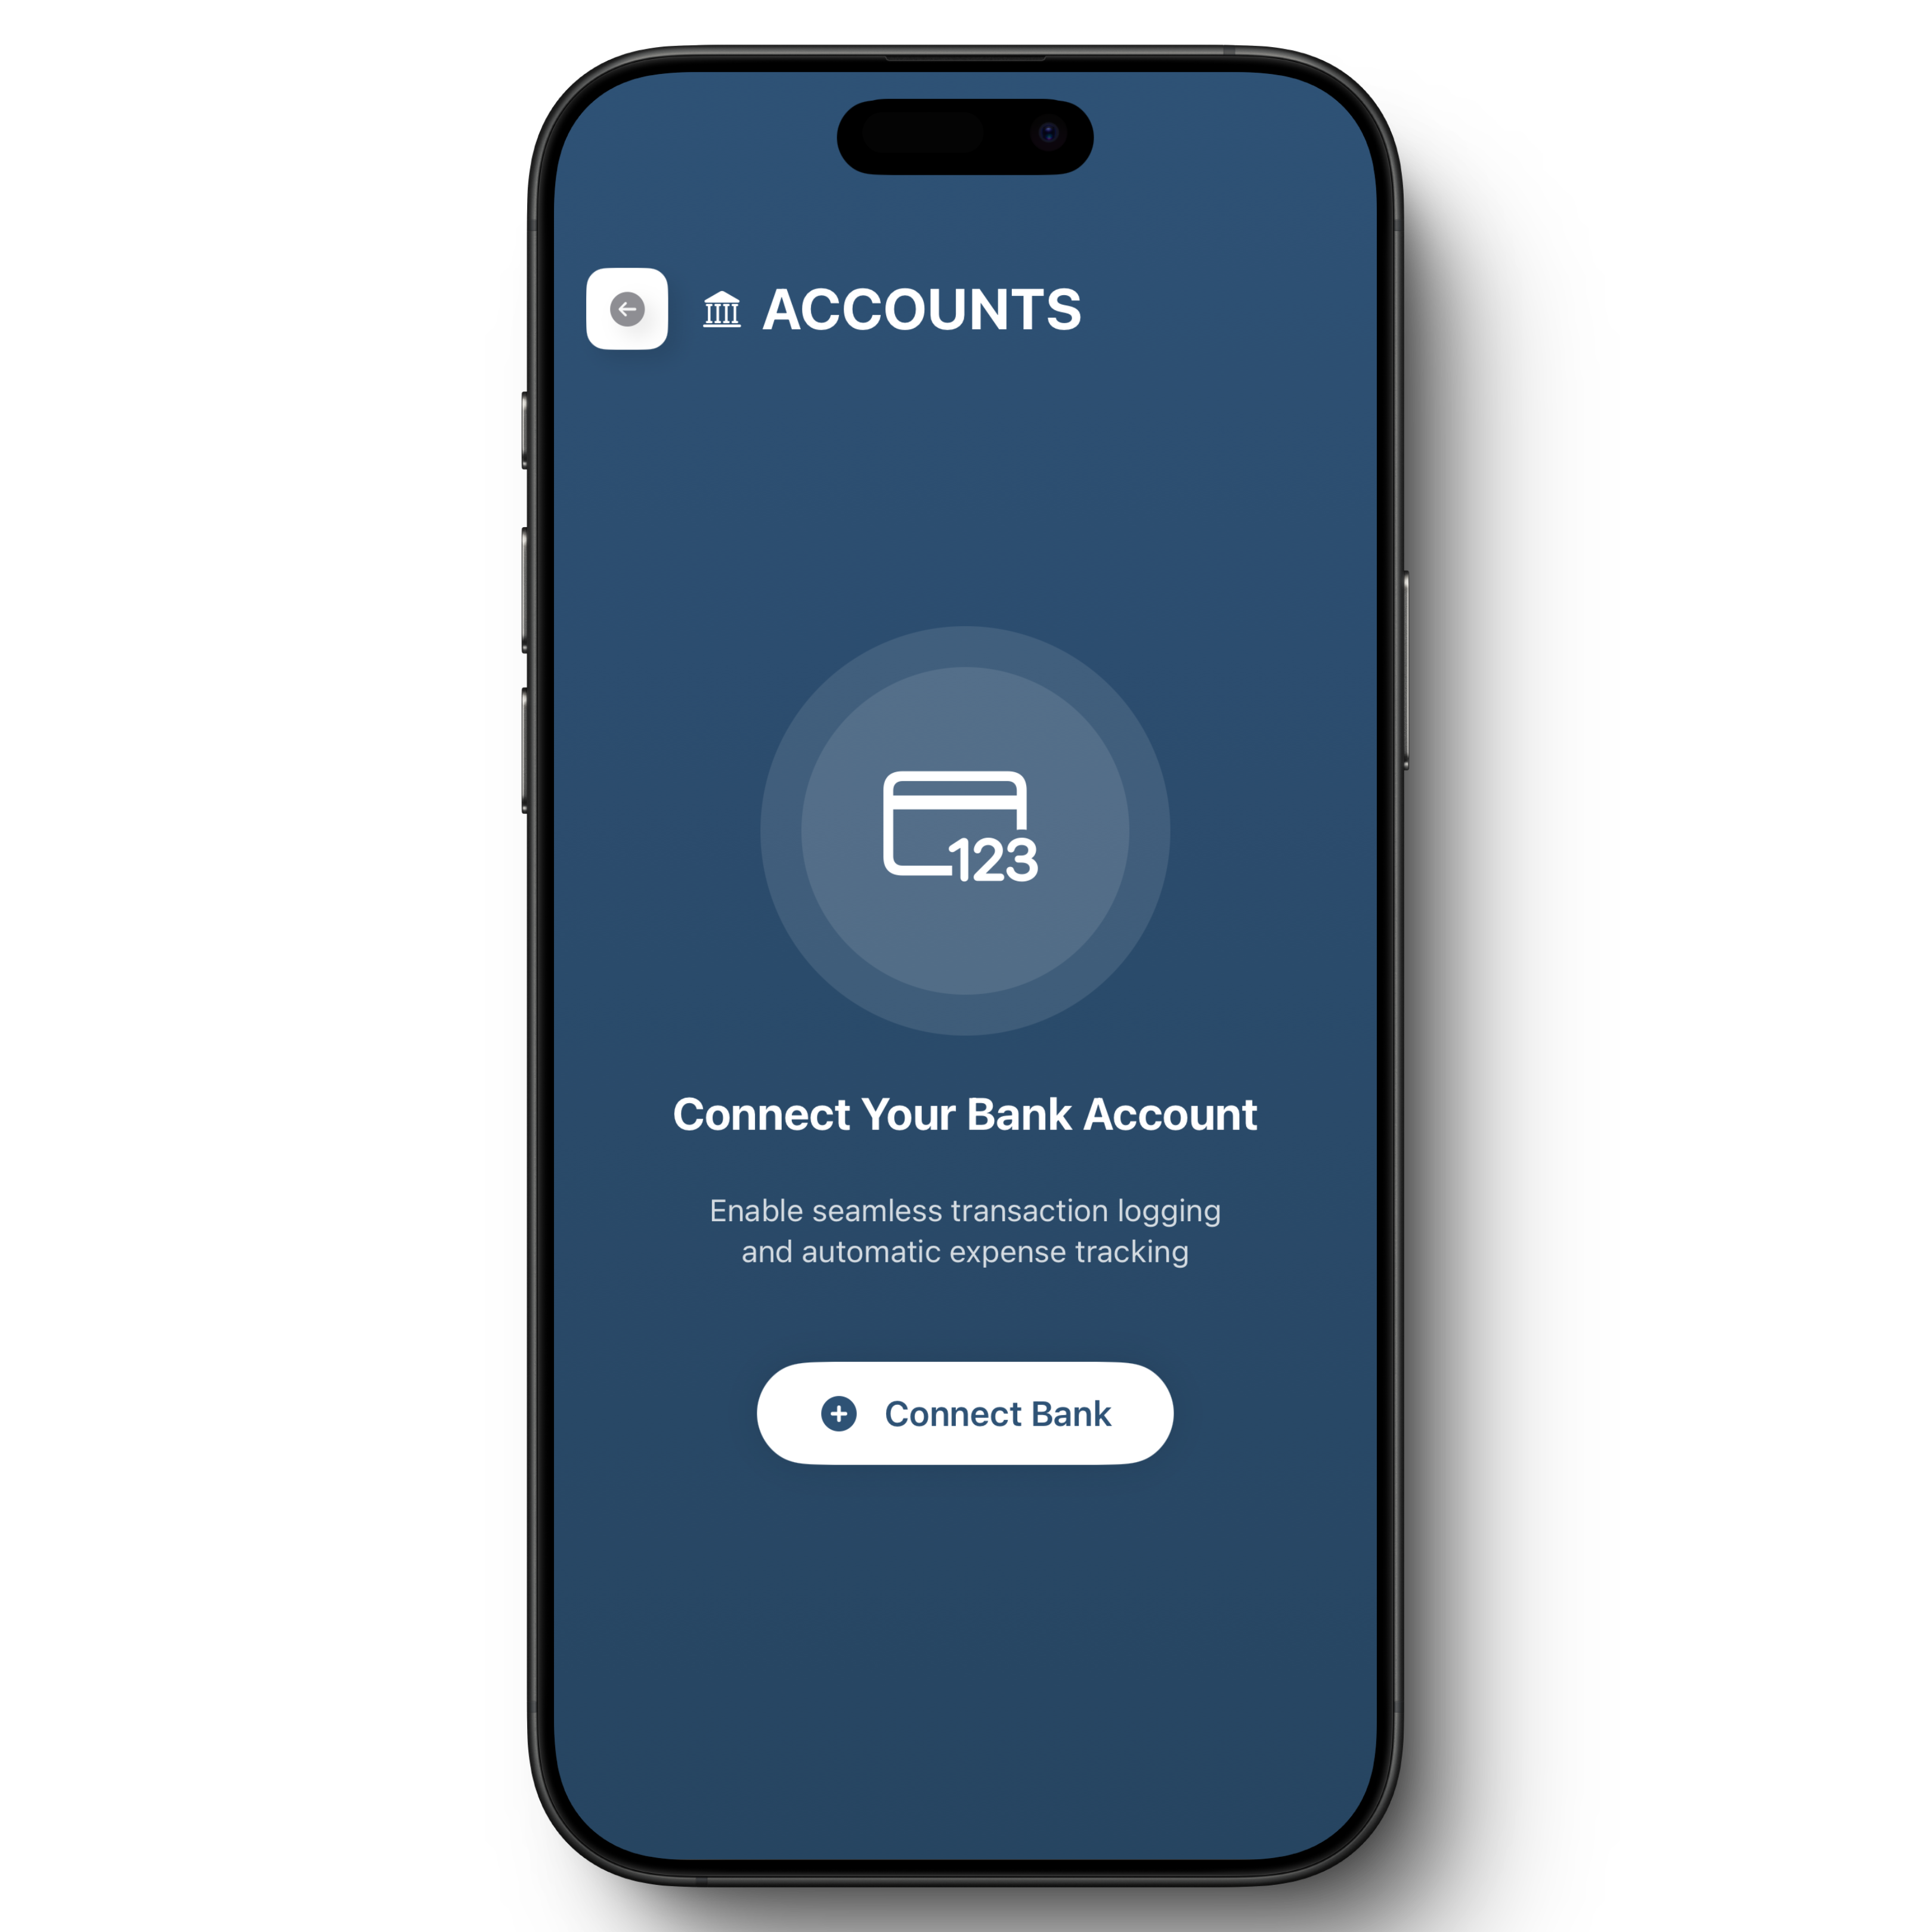 ACCOUNTS
123
Connect Your Bank Account
Enable seamless transaction logging
and automatic expense tracking
Connect Bank